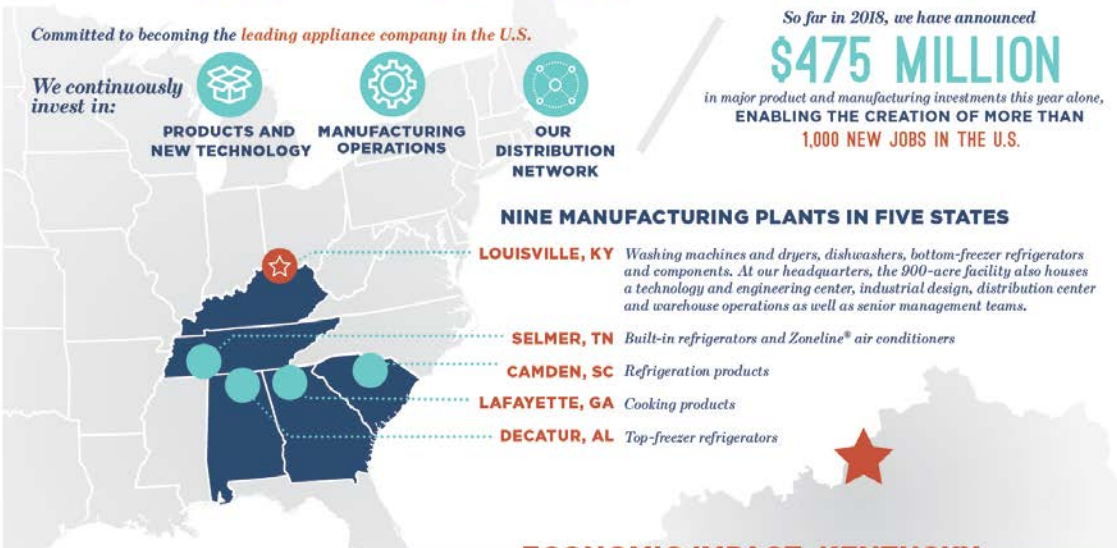 Committed to becoming the leading appliance company in the U.S.
We continuously
invest in:
PRODUCTS AND
NEW TECHNOLOGY
MANUFACTURING
OPERATIONS
OUR
DISTRIBUTION
NETWORK
So far in 2018, we have announced
$475 MILLION
in major product and manufacturing investments this year alone,
ENABLING THE CREATION OF MORE THAN
1,000 NEW JOBS IN THE U.S.
NINE MANUFACTURING PLANTS IN FIVE STATES
LOUISVILLE, KY Washing machines and dryers, dishwashers, bottom-freezer refrigerators
and components. At our headquarters, the 900-acre facility also houses
a technology and engineering center, industrial design, distribution center
and warehouse operations as well as senior management teams.
SELMER, TN Built-in refrigerators and Zoneline® air conditioners
CAMDEN, SC Refrigeration products
LAFAYETTE, GA Cooking products
DECATUR, AL Top-freezer refrigerators